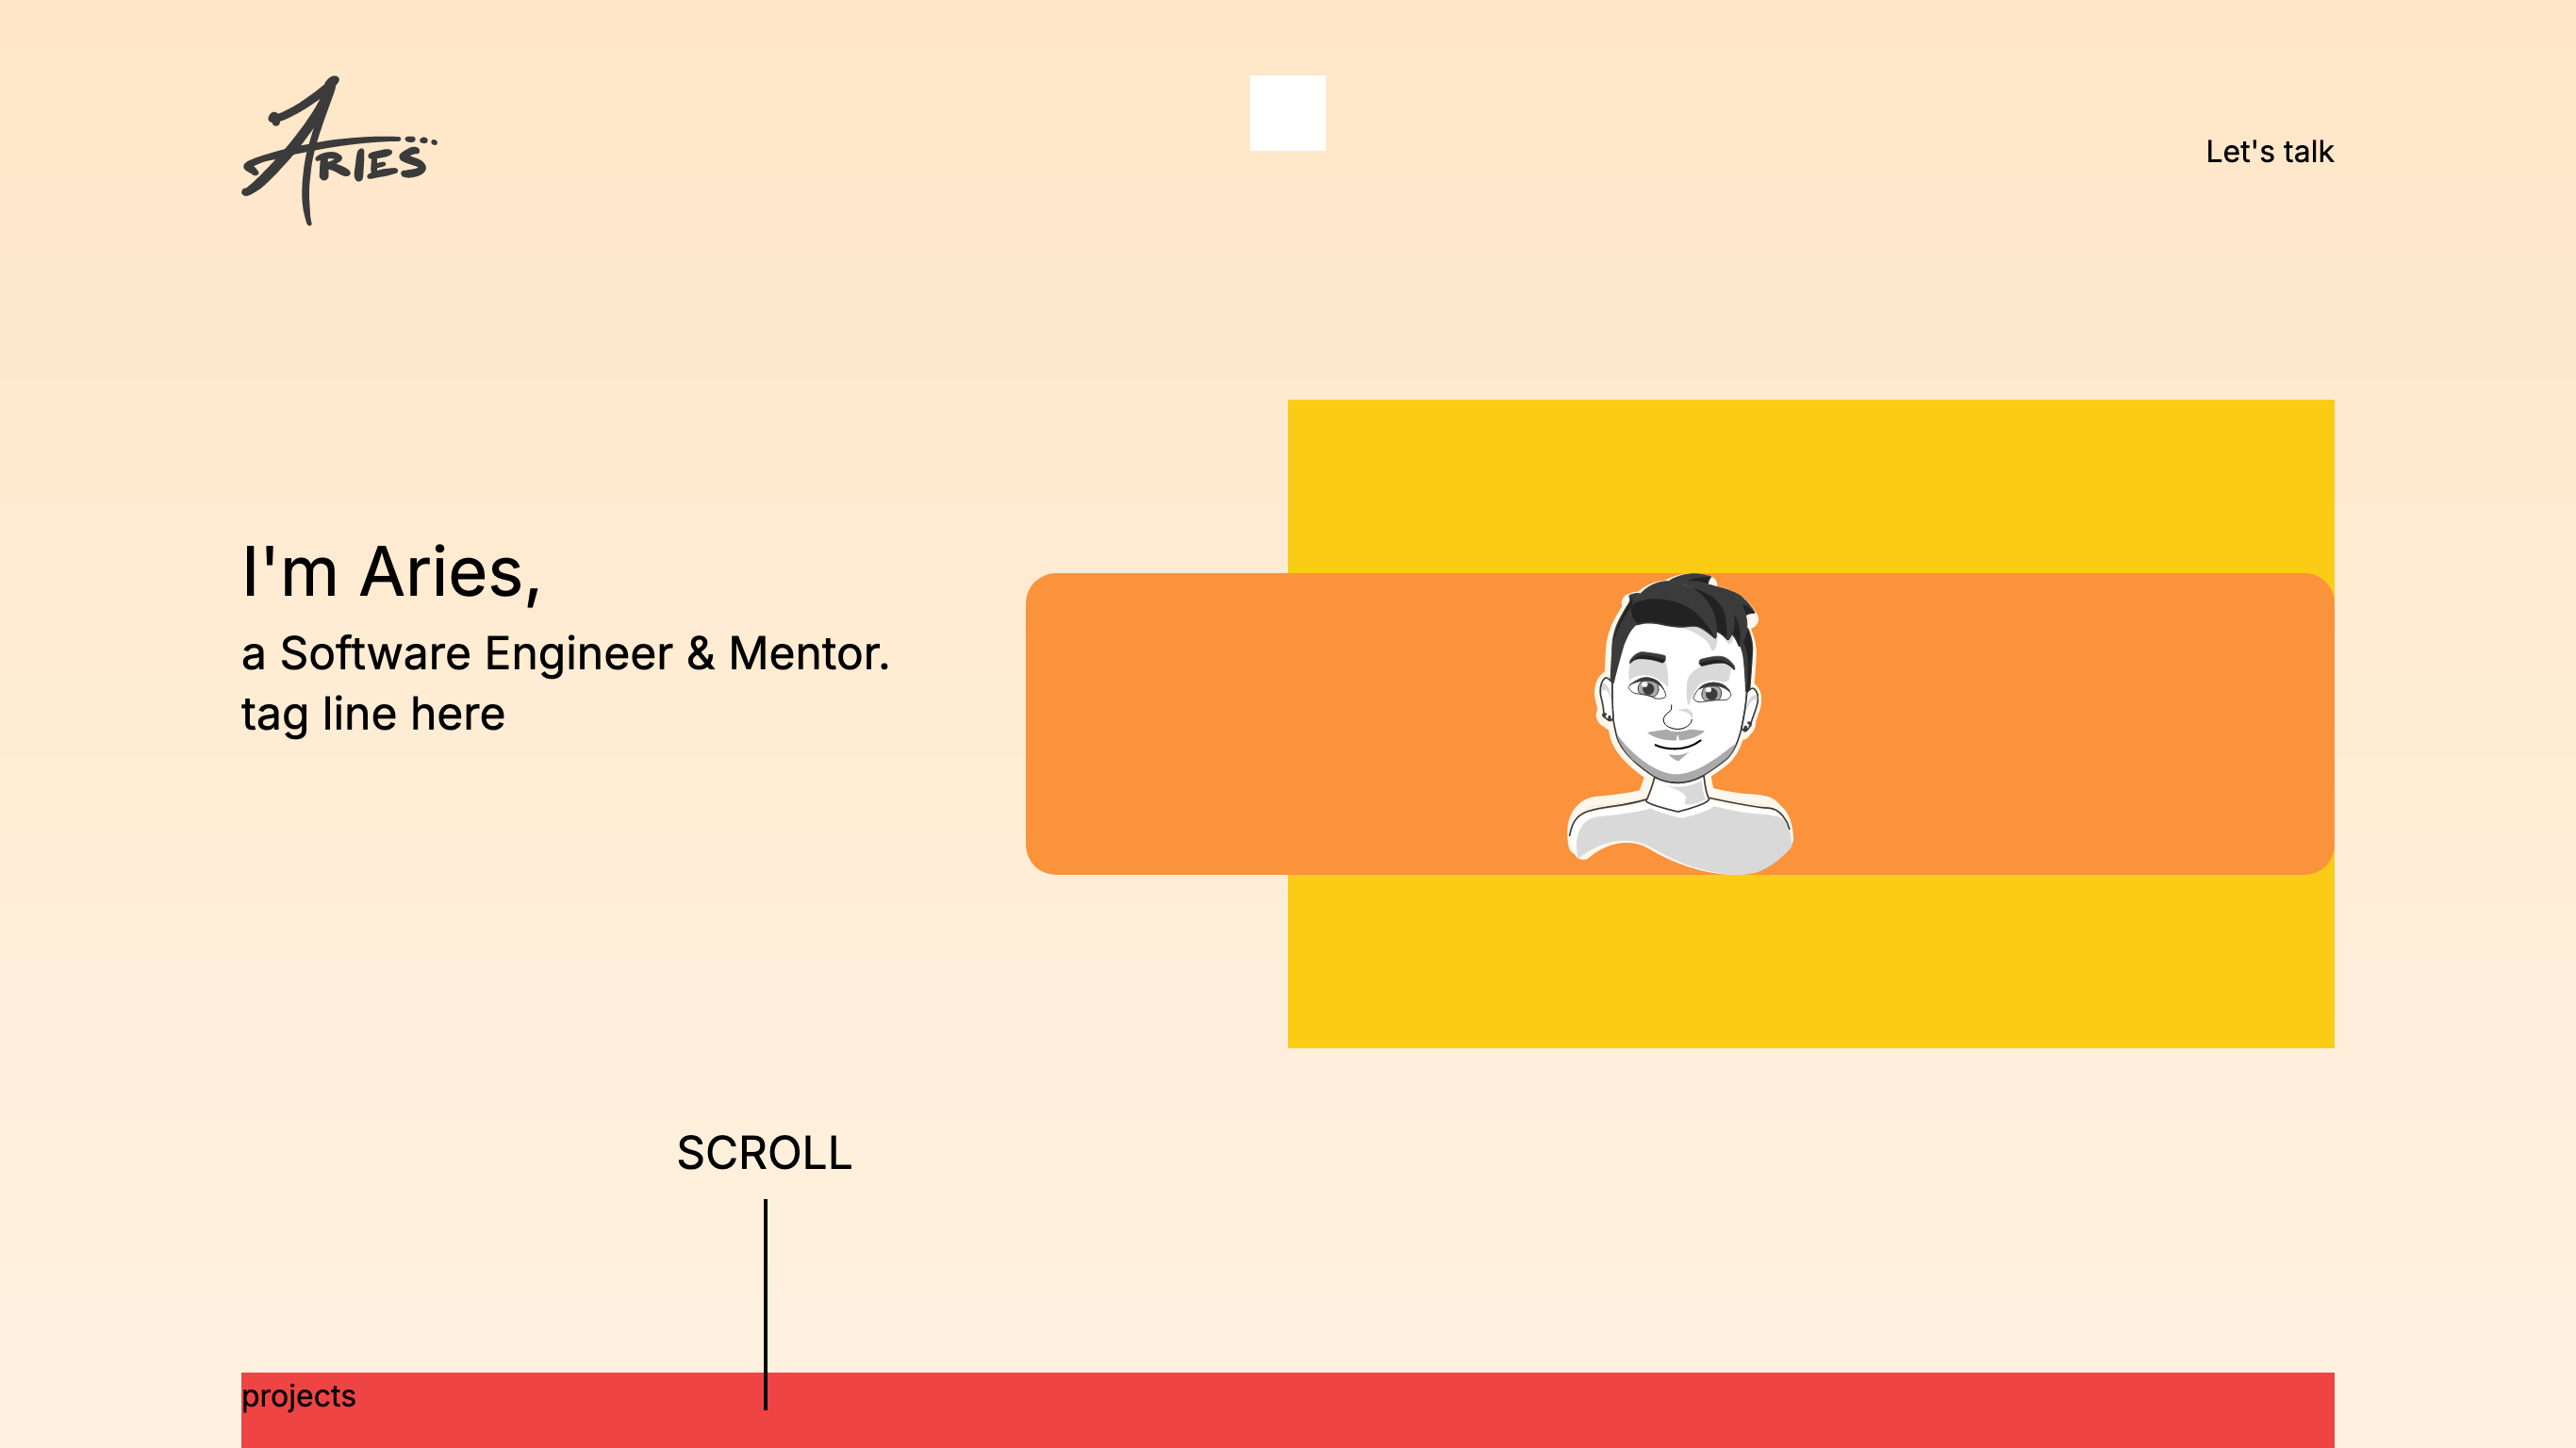 ARIES
Let's talk
I'm Aries,
a Software Engineer & Mentor.
tag line here
SCROLL
projects